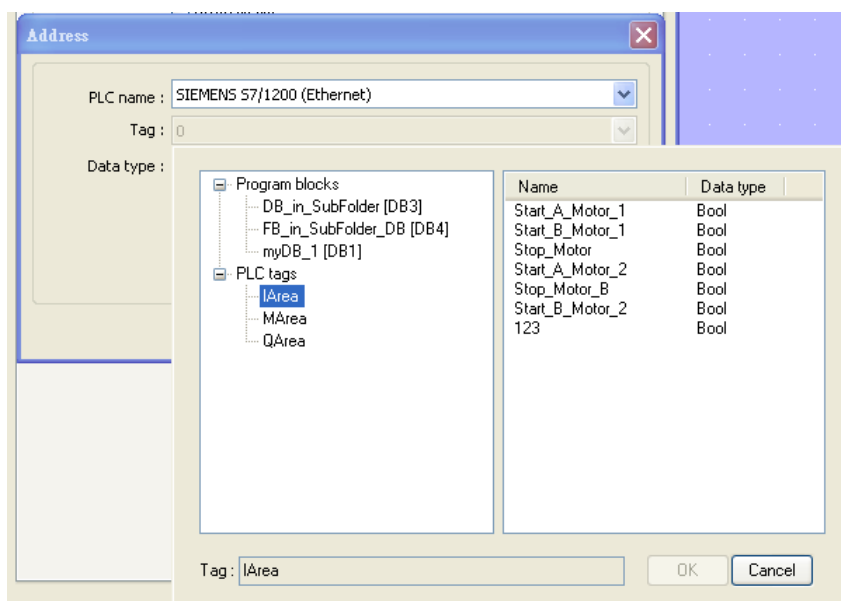 Address
PLC name : SIEMENS S7/1200 (Ethernet)
Tag : 0
Data type :
Program blocks
DB_in_SubFolder [DB3]
FB_in_SubFolder_DB [DB4]
myDB_1 [DB1]
PLC tags
IArea
MArea
QArea
Name Data type
Start_A_Motor_1 Bool
Start_B_Motor_1 Bool
Stop_Motor Bool
Start_A_Motor_2 Bool
Stop_Motor_B Bool
Start_B_Motor_2 Bool
123 Bool
Tag : IArea
OK Cancel